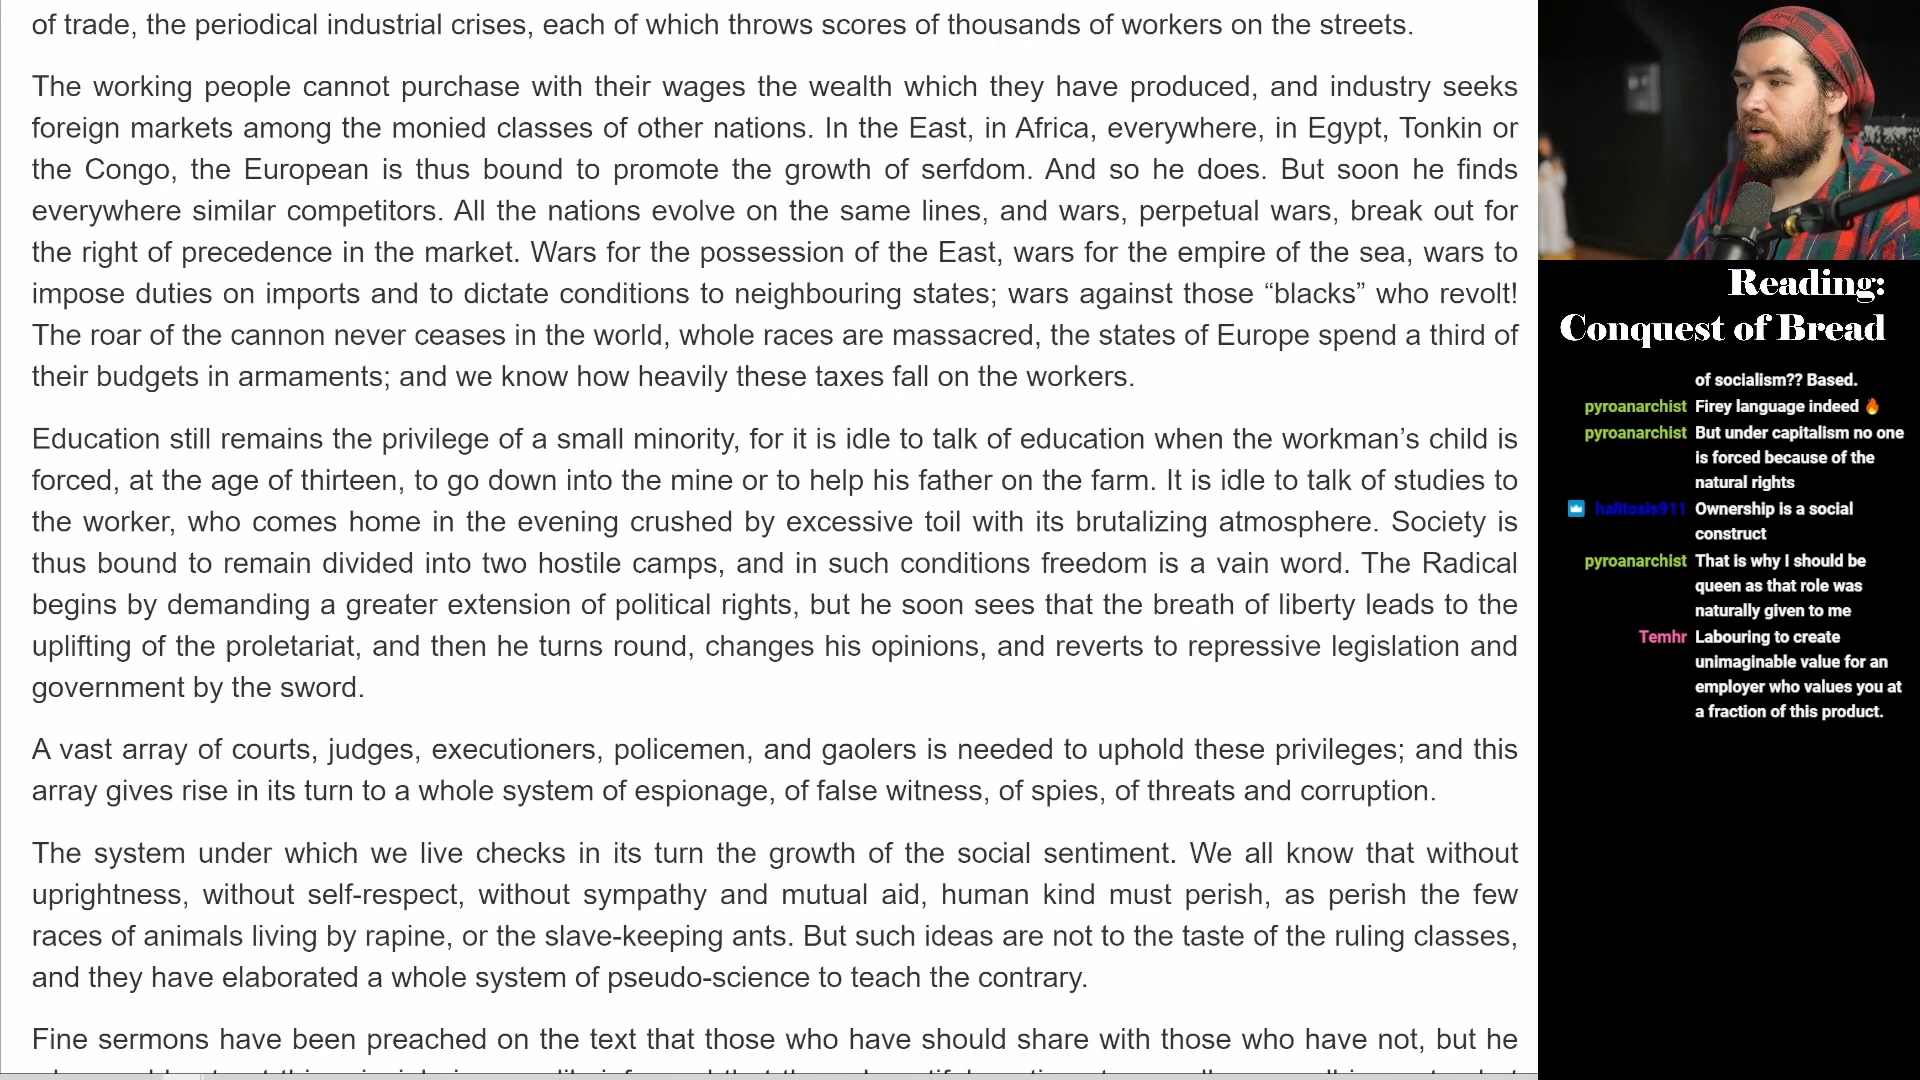 of trade, the periodical industrial crises, each of which throws scores of thousands of workers on the streets.
The working people cannot purchase with their wages the wealth which they have produced, and industry seeks
foreign markets among the monied classes of other nations. In the East, in Africa, everywhere, in Egypt, Tonkin or
the Congo, the European is thus bound to promote the growth of serfdom. And so he does. But soon he finds
everywhere similar competitors. All the nations evolve on the same lines, and wars, perpetual wars, break out for
the right of precedence in the market. Wars for the possession of the East, wars for the empire of the sea, wars to
impose duties on imports and to dictate conditions to neighbouring states; wars against those “blacks” who revolt!
The roar of the cannon never ceases in the world, whole races are massacred, the states of Europe spend a third of
their budgets in armaments; and we know how heavily these taxes fall on the workers.
Education still remains the privilege of a small minority, for it is idle to talk of education when the workman’s child is
forced, at the age of thirteen, to go down into the mine or to help his father on the farm. It is idle to talk of studies to
the worker, who comes home in the evening crushed by excessive toil with its brutalizing atmosphere. Society is
thus bound to remain divided into two hostile camps, and in such conditions freedom is a vain word. The Radical
begins by demanding a greater extension of political rights, but he soon sees that the breath of liberty leads to the
uplifting of the proletariat, and then he turns round, changes his opinions, and reverts to repressive legislation and
government by the sword.
A vast array of courts, judges, executioners, policemen, and gaolers is needed to uphold these privileges; and this
array gives rise in its turn to a whole system of espionage, of false witness, of spies, of threats and corruption.
The system under which we live checks in its turn the growth of the social sentiment. We all know that without
uprightness, without self-respect, without sympathy and mutual aid, human kind must perish, as perish the few
races of animals living by rapine, or the slave-keeping ants. But such ideas are not to the taste of the ruling classes,
and they have elaborated a whole system of pseudo-science to teach the contrary.
Fine sermons have been preached on the text that those who have should share with those who have not, but he
Reading:
Conquest of Bread
of socialism?? Based.
pyroanarchist Firey language indeed 🔥
pyroanarchist But under capitalism no one
is forced because of the
natural rights
halitosis911 Ownership is a social
construct
pyroanarchist That is why I should be
queen as that role was
naturally given to me
Temhr Labouring to create
unimaginable value for an
employer who values you at
a fraction of this product.